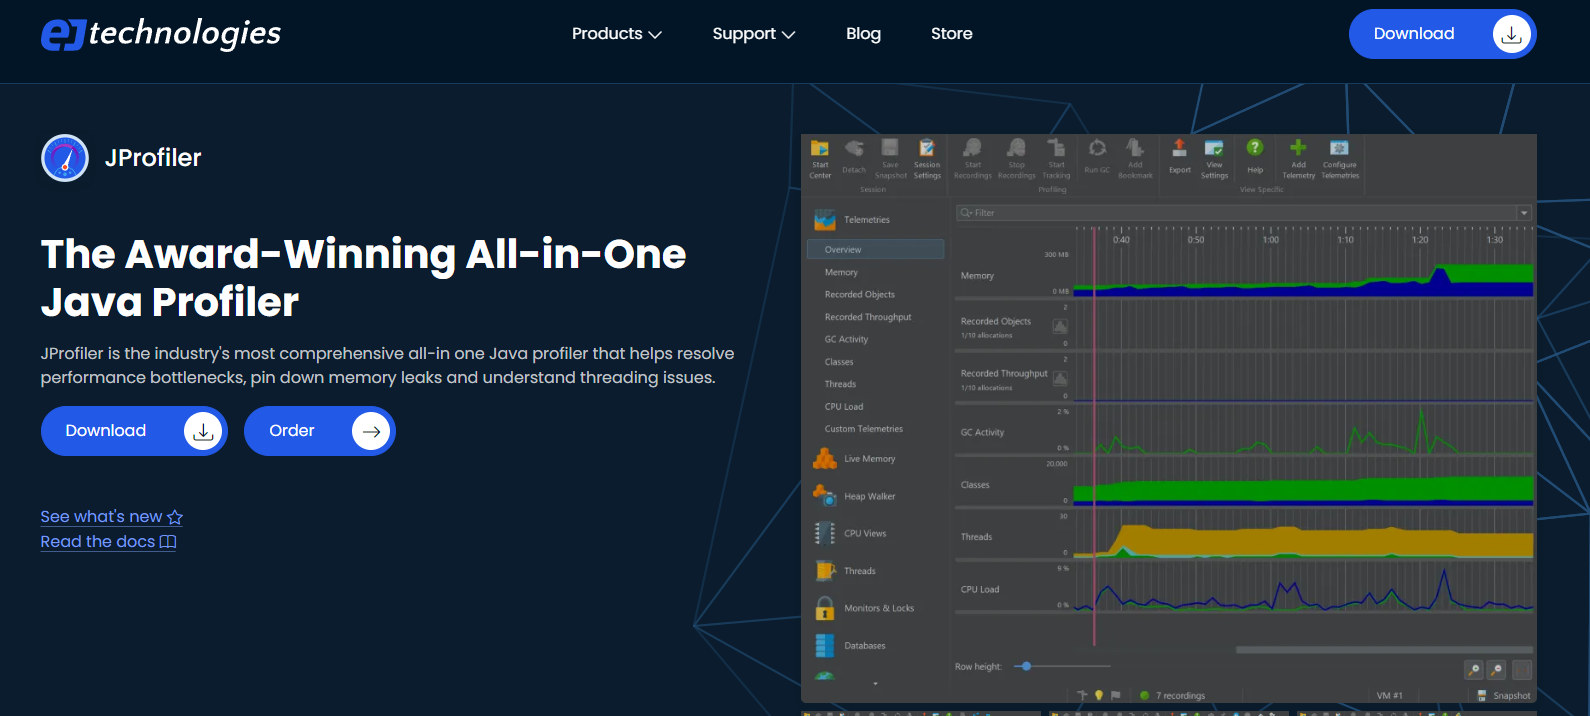 ej technologies
Products
Support
Blog
Store
Download
JProfiler
The Award-Winning All-in-One
Java Profiler
JProfiler is the industry's most comprehensive all-in one Java profiler that helps resolve
performance bottlenecks, pin down memory leaks and understand threading issues.
Download
Order
See what's new
Read the docs
Start
Center
Detach
Save
Snapshot
Session
Settings
Session
Start
Recordings
Stop
Recordings
Start
Tracking
Run GC
Add
Bookmark
Profiling
Export
View
Settings
Help
Add
Telemetry
Configure
Telemetries
View Specific
Telemetries
Overview
Memory
Recorded Objects
Recorded Throughput
GC Activity
Classes
Threads
CPU Load
Custom Telemetries
Live Memory
Heap Walker
CPU Views
Threads
Monitors & Locks
Databases
Filter
0:40 0:50 1:00 1:10 1:20 1:30
300 MB
Memory
0 MB
2
Recorded Objects
1/10 allocations
0
2
Recorded Throughput
1/10 allocations
0
2 %
GC Activity
0 %
20,000
Classes
0
30
Threads
0
9 %
CPU Load
0 %
Row height:
7 recordings
VM #1
Snapshot